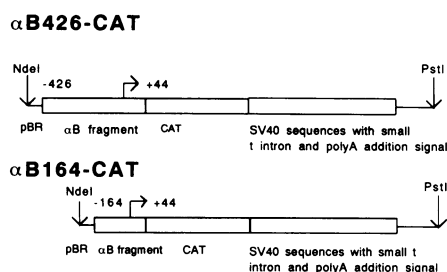 αB426-CAT
NdeI -426 +44 PstI
pBR αB fragment CAT SV40 sequences with small
t intron and polyA addition signal
αB164-CAT
NdeI -164 +44 PstI
pBR αB fragment CAT SV40 sequences with small t
intron and polyA addition signal